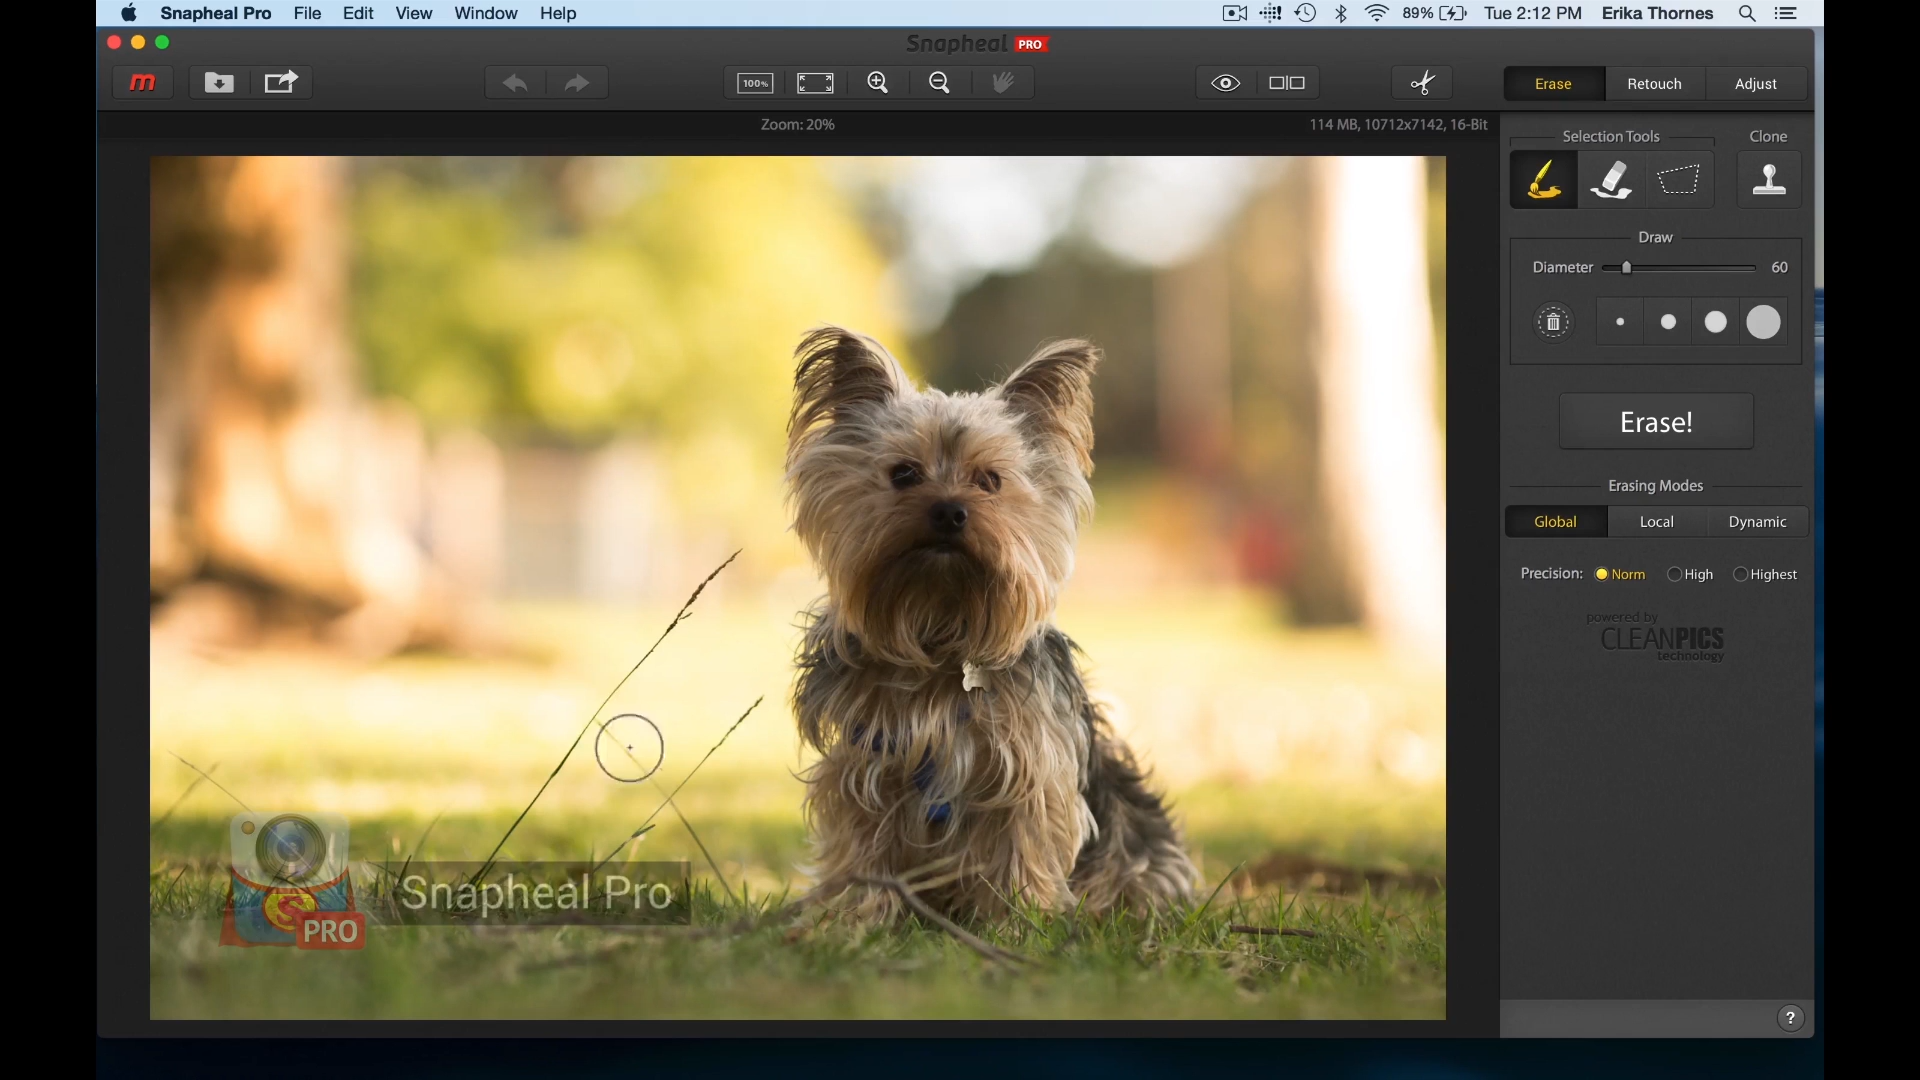 Snapheal Pro File Edit View Window Help 89% Tue 2:12 PM Erika Thornes
Snapheal PRO
m 100% Erase Retouch Adjust
Zoom: 20% 114 MB, 10712x7142, 16-Bit
Selection Tools Clone
Draw
Diameter 60
Erase!
Erasing Modes
Global Local Dynamic
Precision: Norm High Highest
powered by
CLEANPICS
technology
Snapheal Pro
S
PRO
?